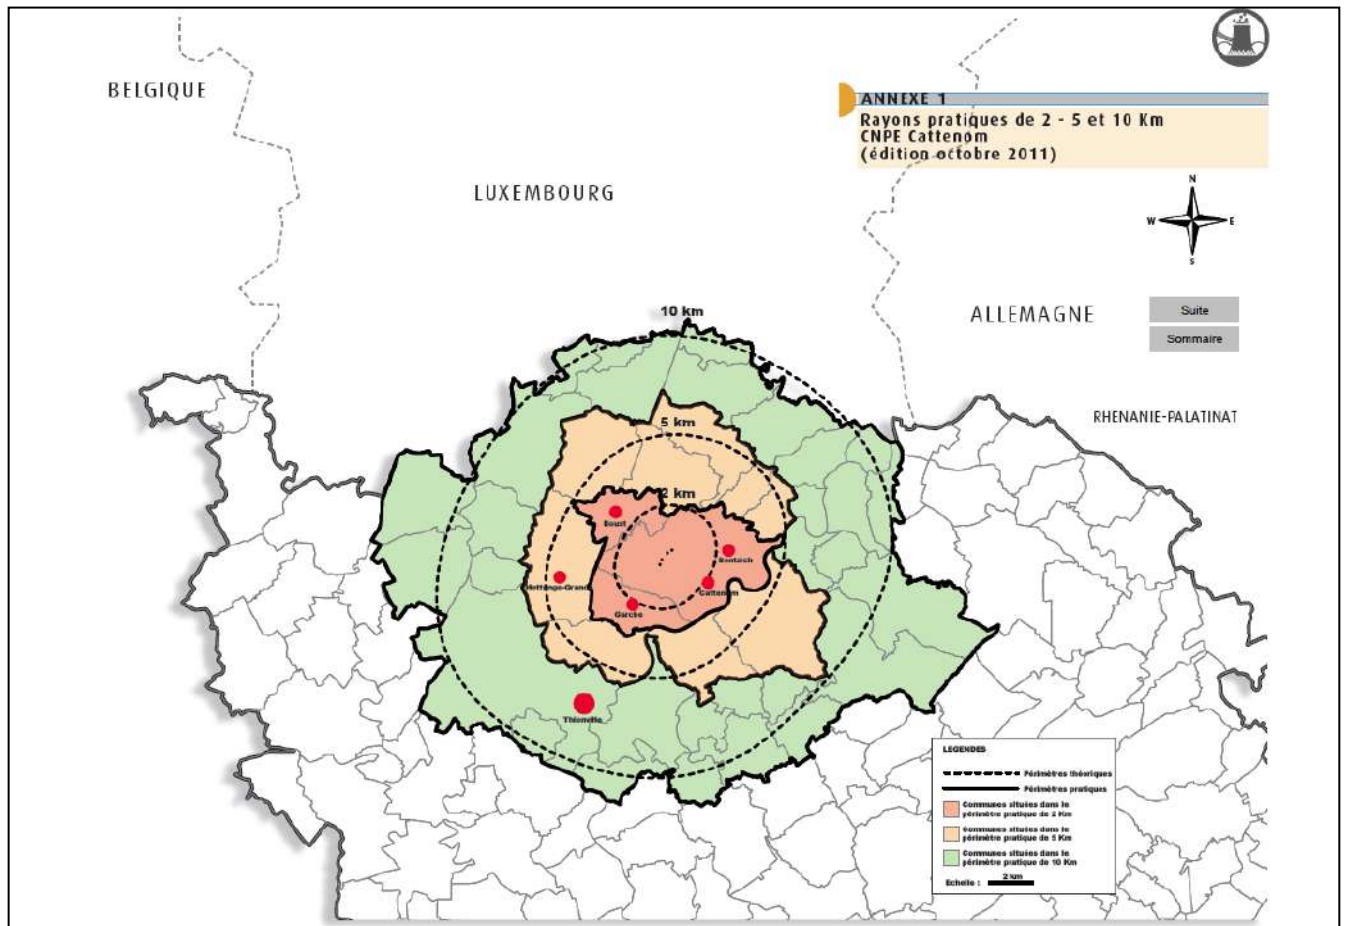 BELGIQUE
ANNEXE 1
Rayons pratiques de 2 - 5 et 10 Km
CNPE Cattenom
(édition octobre 2011)
LUXEMBOURG
N
W E
S
ALLEMAGNE
Suite
Sommaire
10 km
RHENANIE-PALATINAT
5 km
2 km
Cattenom
Garche
Thionville
LEGENDES
Périmètres théoriques
Périmètres pratiques
Communes situées dans le
périmètre pratique de 2 Km
Communes situées dans le
périmètre pratique de 5 Km
Communes situées dans le
périmètre pratique de 10 Km
Echelle : 2 km